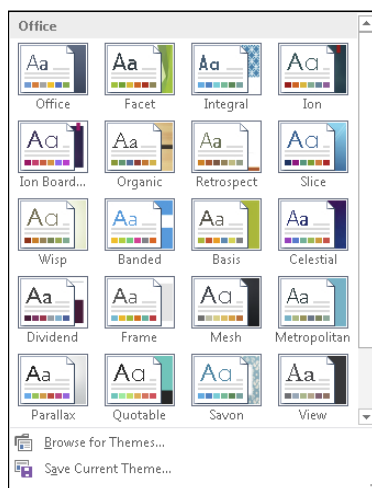 Office
Aa Aa Aa Aa
Office Facet Integral Ion
Aa Aa Aa Aa
Ion Board... Organic Retrospect Slice
Aa Aa Aa Aa
Wisp Banded Basis Celestial
Aa Aa Aa Aa
Dividend Frame Mesh Metropolitan
Aa Aa Aa Aa
Parallax Quotable Savon View
Browse for Themes...
Save Current Theme...